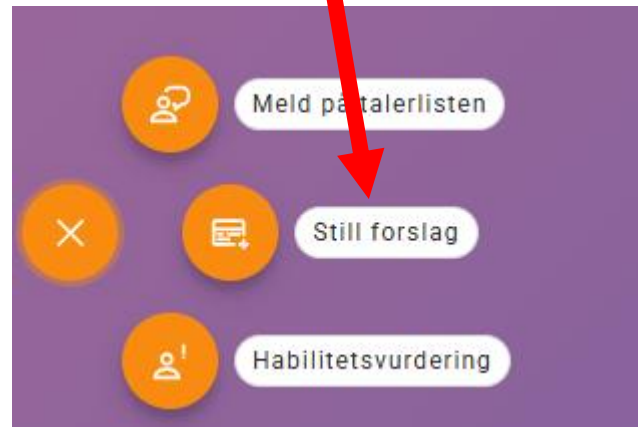 Meld på talerlisten
Still forslag
Habilitetsvurdering